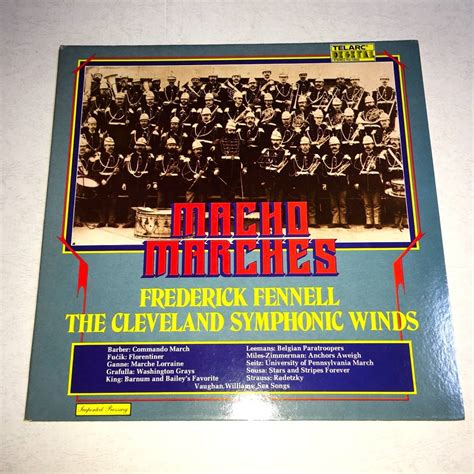 TELARC
DIGITAL
MACHO
MARCHES
FREDERICK FENNELL
THE CLEVELAND SYMPHONIC WINDS
Barber: Commando March
Fučik: Florentiner
Ganne: Marche Lorraine
Grafulla: Washington Grays
King: Barnum and Bailey's Favorite
Leemans: Belgian Paratroopers
Miles-Zimmerman: Anchors Aweigh
Seitz: University of Pennsylvania March
Sousa: Stars and Stripes Forever
Strauss: Radetzky
Vaughan Williams: Sea Songs
Imported Pressing